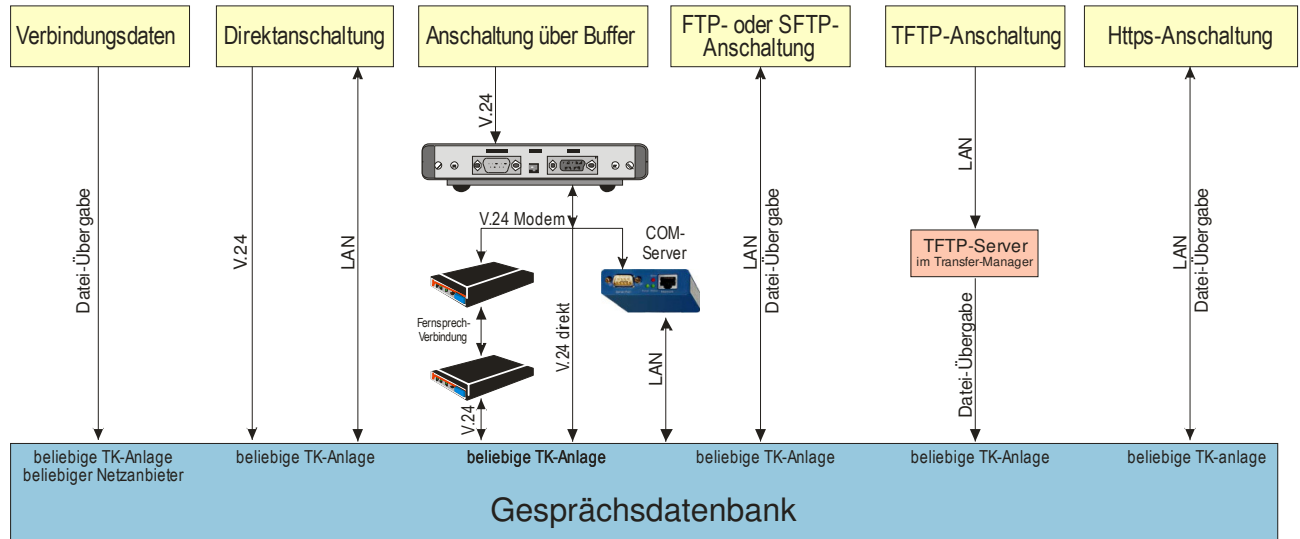 Verbindungsdaten
Direktanschaltung
Anschaltung über Buffer
FTP- oder SFTP-
Anschaltung
TFTP-Anschaltung
Https-Anschaltung
Datei-Übergabe
V.24
LAN
V.24
V.24 Modem
COM-
Server
Fernsprech-
Verbindung
V.24
V.24 direkt
LAN
LAN
Datei-Übergabe
LAN
TFTP-Server
im Transfer-Manager
Datei-Übergabe
LAN
Datei-Übergabe
beliebige TK-Anlage
beliebiger Netzanbieter
beliebige TK-Anlage
beliebige TK-Anlage
beliebige TK-Anlage
beliebige TK-Anlage
beliebige TK-anlage
Gesprächsdatenbank